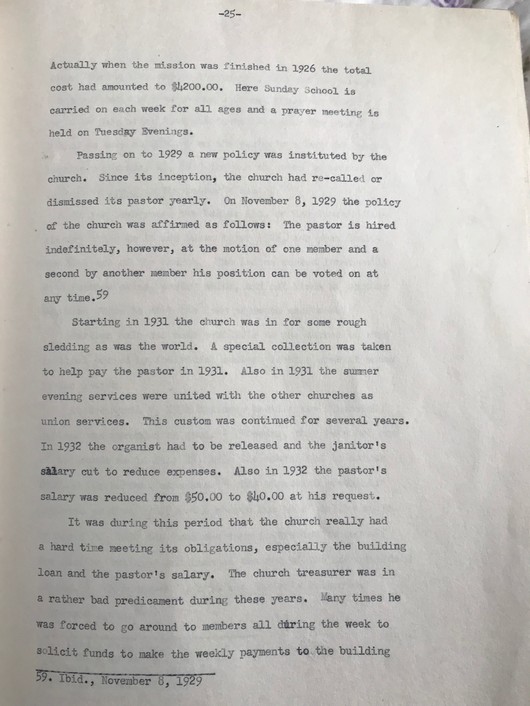 -25-
Actually when the mission was finished in 1926 the total
cost had amounted to $4200.00. Here Sunday School is
carried on each week for all ages and a prayer meeting is
held on Tuesday Evenings.
Passing on to 1929 a new policy was instituted by the
church. Since its inception, the church had re-called or
dismissed its pastor yearly. On November 8, 1929 the policy
of the church was affirmed as follows: The pastor is hired
indefinitely, however, at the motion of one member and a
second by another member his position can be voted on at
any time.59
Starting in 1931 the church was in for some rough
sledding as was the world. A special collection was taken
to help pay the pastor in 1931. Also in 1931 the summer
evening services were united with the other churches as
union services. This custom was continued for several years.
In 1932 the organist had to be released and the janitor's
salary cut to reduce expenses. Also in 1932 the pastor's
salary was reduced from $50.00 to $40.00 at his request.
It was during this period that the church really had
a hard time meeting its obligations, especially the building
loan and the pastor's salary. The church treasurer was in
a rather bad predicament during these years. Many times he
was forced to go around to members all during the week to
solicit funds to make the weekly payments to the building
59. Ibid., November 8, 1929